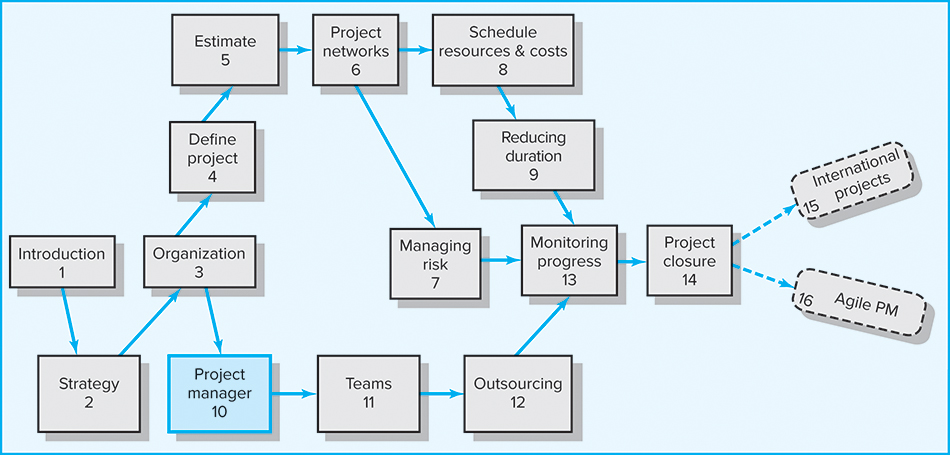 Estimate
5
Project
networks
6
Schedule
resources & costs
8
Define
project
4
Reducing
duration
9
International
projects
15
Introduction
1
Organization
3
Managing
risk
7
Monitoring
progress
13
Project
closure
14
16 Agile PM
Strategy
2
Project
manager
10
Teams
11
Outsourcing
12